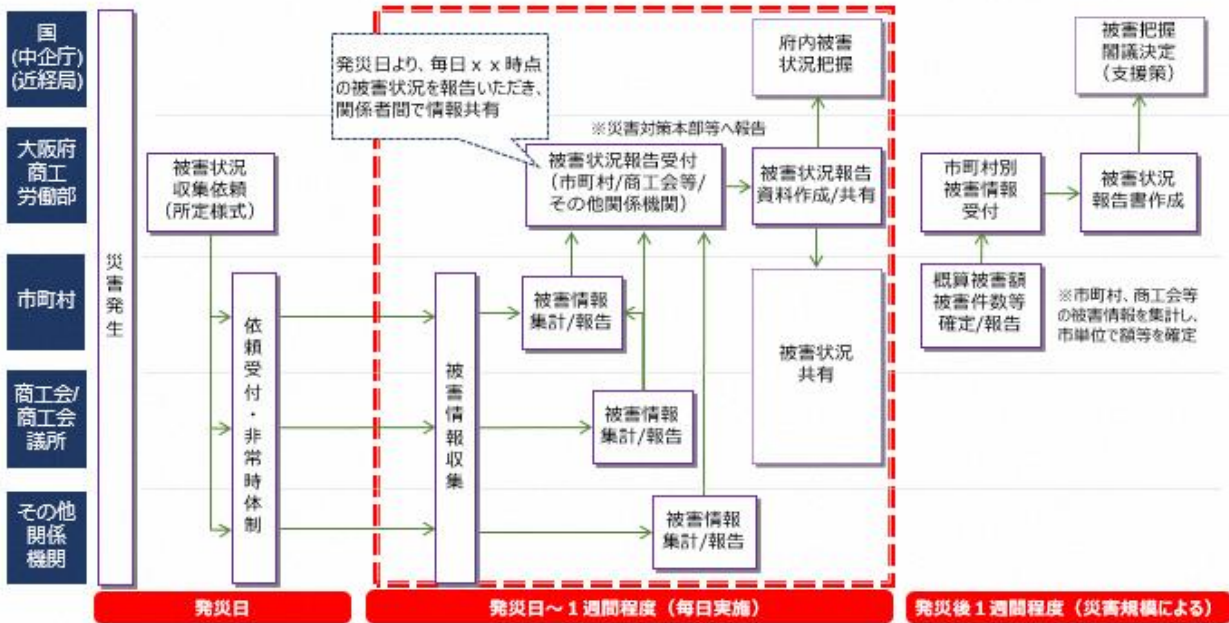 国
(中企庁)
(近経局)
大阪府
商工
労働部
市町村
商工会/
商工会
議所
その他
関係
機関
災害発生
被害状況
収集依頼
（所定様式）
依頼受付・非常時体制
発災日より、毎日ｘｘ時点
の被害状況を報告いただき、
関係者間で情報共有
※災害対策本部等へ報告
被害状況報告受付
（市町村/商工会等/
その他関係機関）
被害情報収集
被害情報
集計/報告
被害情報
集計/報告
被害情報
集計/報告
府内被害
状況把握
被害状況報告
資料作成/共有
被害状況
共有
被害把握
閣議決定
（支援策）
市町村別
被害情報
受付
被害状況
報告書作成
概算被害額
被害件数等
確定/報告
※市町村、商工会等
の被害情報を集計し、
市単位で額等を確定
発災日
発災日～１週間程度（毎日実施）
発災後１週間程度（災害規模による）